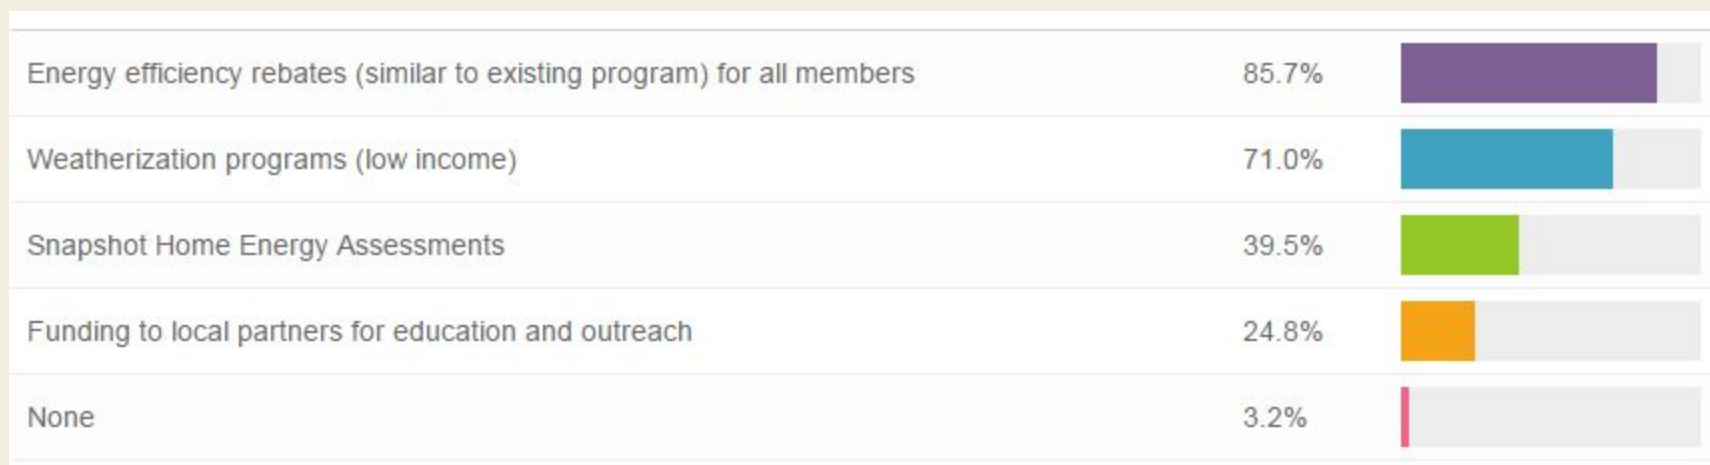 Energy efficiency rebates (similar to existing program) for all members 85.7%
Weatherization programs (low income) 71.0%
Snapshot Home Energy Assessments 39.5%
Funding to local partners for education and outreach 24.8%
None 3.2%